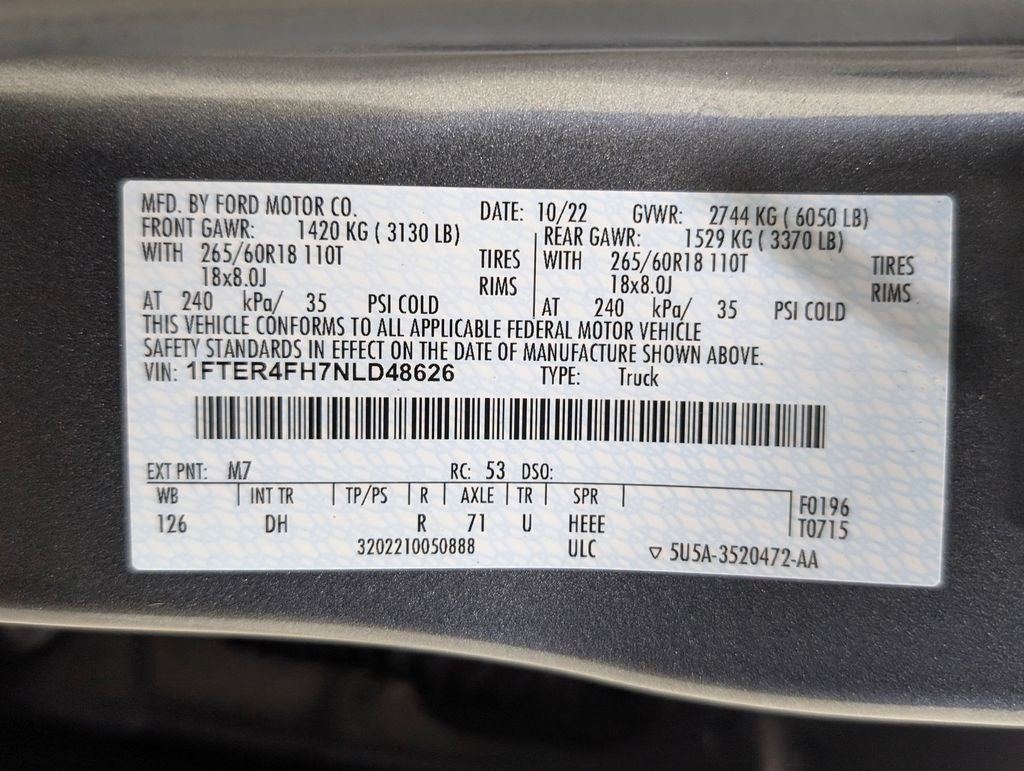 MFD. BY FORD MOTOR CO. DATE: 10/22 GVWR: 2744 KG ( 6050 LB)
FRONT GAWR: 1420 KG ( 3130 LB) REAR GAWR: 1529 KG ( 3370 LB)
WITH 265/60R18 110T TIRES WITH 265/60R18 110T TIRES
18x8.0J RIMS 18x8.0J RIMS
AT 240 kPa/ 35 PSI COLD AT 240 kPa/ 35 PSI COLD
THIS VEHICLE CONFORMS TO ALL APPLICABLE FEDERAL MOTOR VEHICLE
SAFETY STANDARDS IN EFFECT ON THE DATE OF MANUFACTURE SHOWN ABOVE.
VIN: 1FTER4FH7NLD48626 TYPE: Truck
EXT PNT: M7 RC: 53 DSO:
WB INT TR TP/PS R AXLE TR SPR F0196
126 DH R 71 U HEEE T0715
3202210050888 ULC ▽ 5U5A-3520472-AA